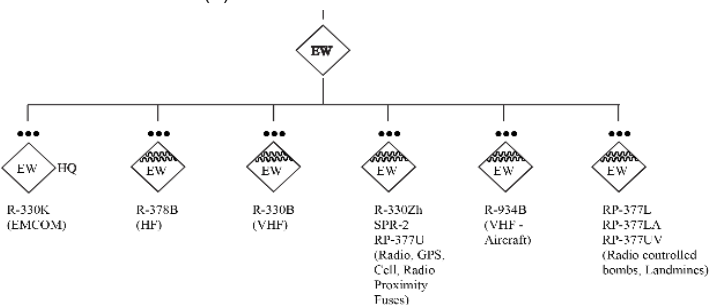 EW
EW HQ
EW
EW
EW
EW
EW
R-330K
(EMCOM)
R-378B
(HF)
R-330B
(VHF)
R-330Zh
SPR-2
RP-377U
(Radio, GPS,
Cell, Radio
Proximity
Fuses)
R-934B
(VHF -
Aircraft)
RP-377L
RP-377LA
RP-377UV
(Radio controlled
bombs, Landmines)